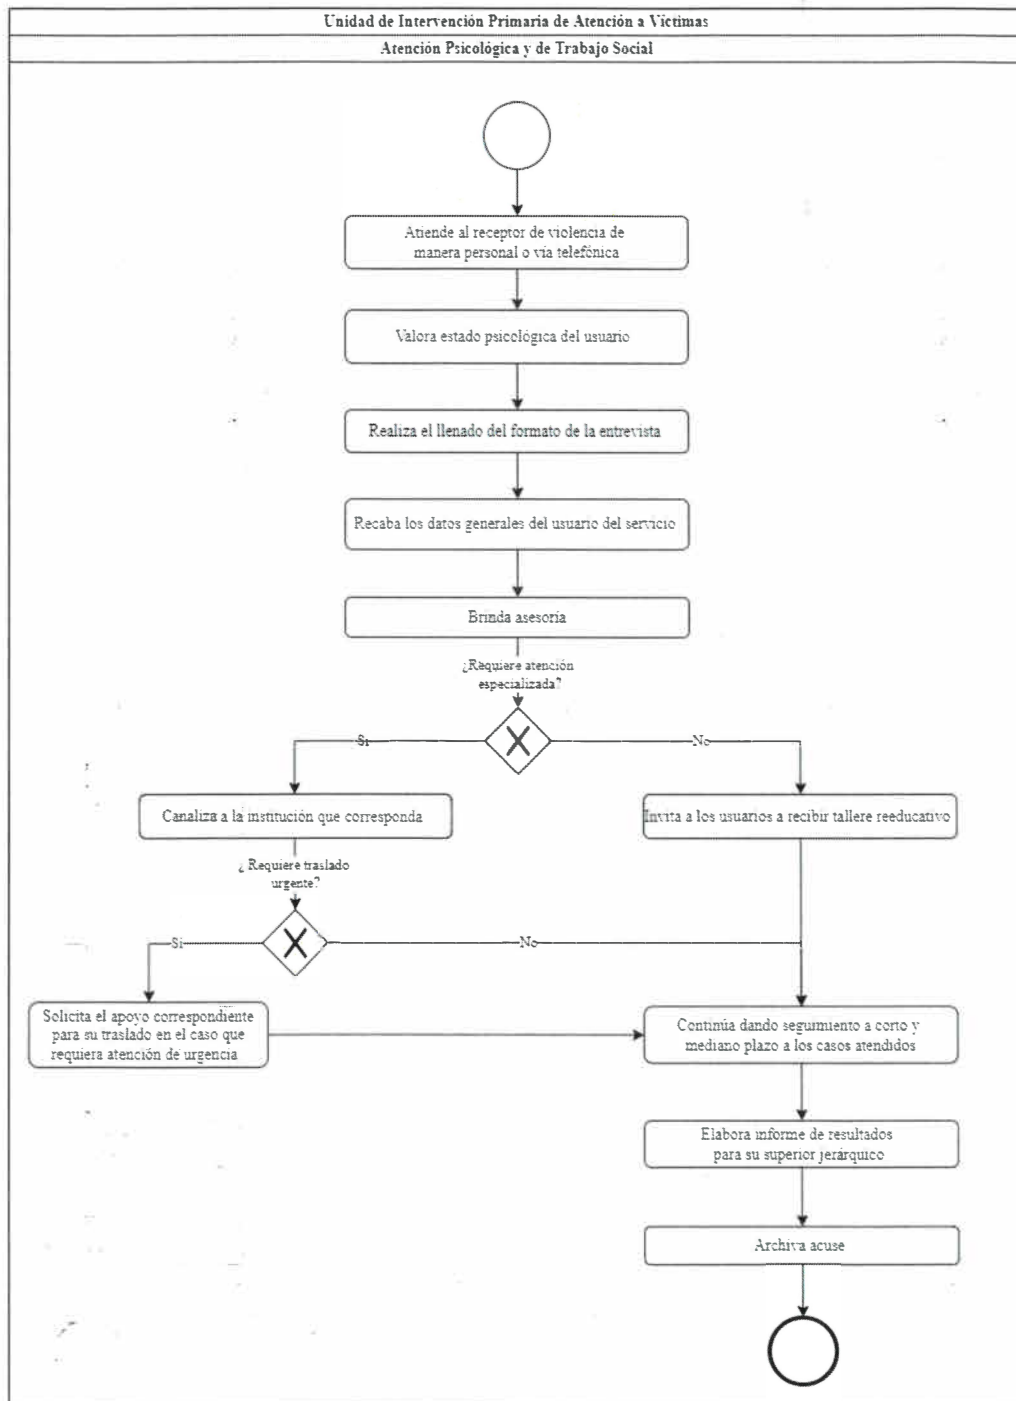 Unidad de Intervención Primaria de Atención a Víctimas
Atención Psicológica y de Trabajo Social
Atiende al receptor de violencia de
manera personal o vía telefónica
Valora estado psicológica del usuario
Realiza el llenado del formato de la entrevista
Recaba los datos generales del usuario del servicio
Brinda asesoría
¿Requiere atención
especializada?
Si
No
Canaliza a la institución que corresponda
Invita a los usuarios a recibir tallere reeducativo
¿ Requiere traslado
urgente?
Si
No
Solicita el apoyo correspondiente
para su traslado en el caso que
requiera atención de urgencia
Continúa dando seguimiento a corto y
mediano plazo a los casos atendidos
Elabora informe de resultados
para su superior jerárquico
Archiva acuse